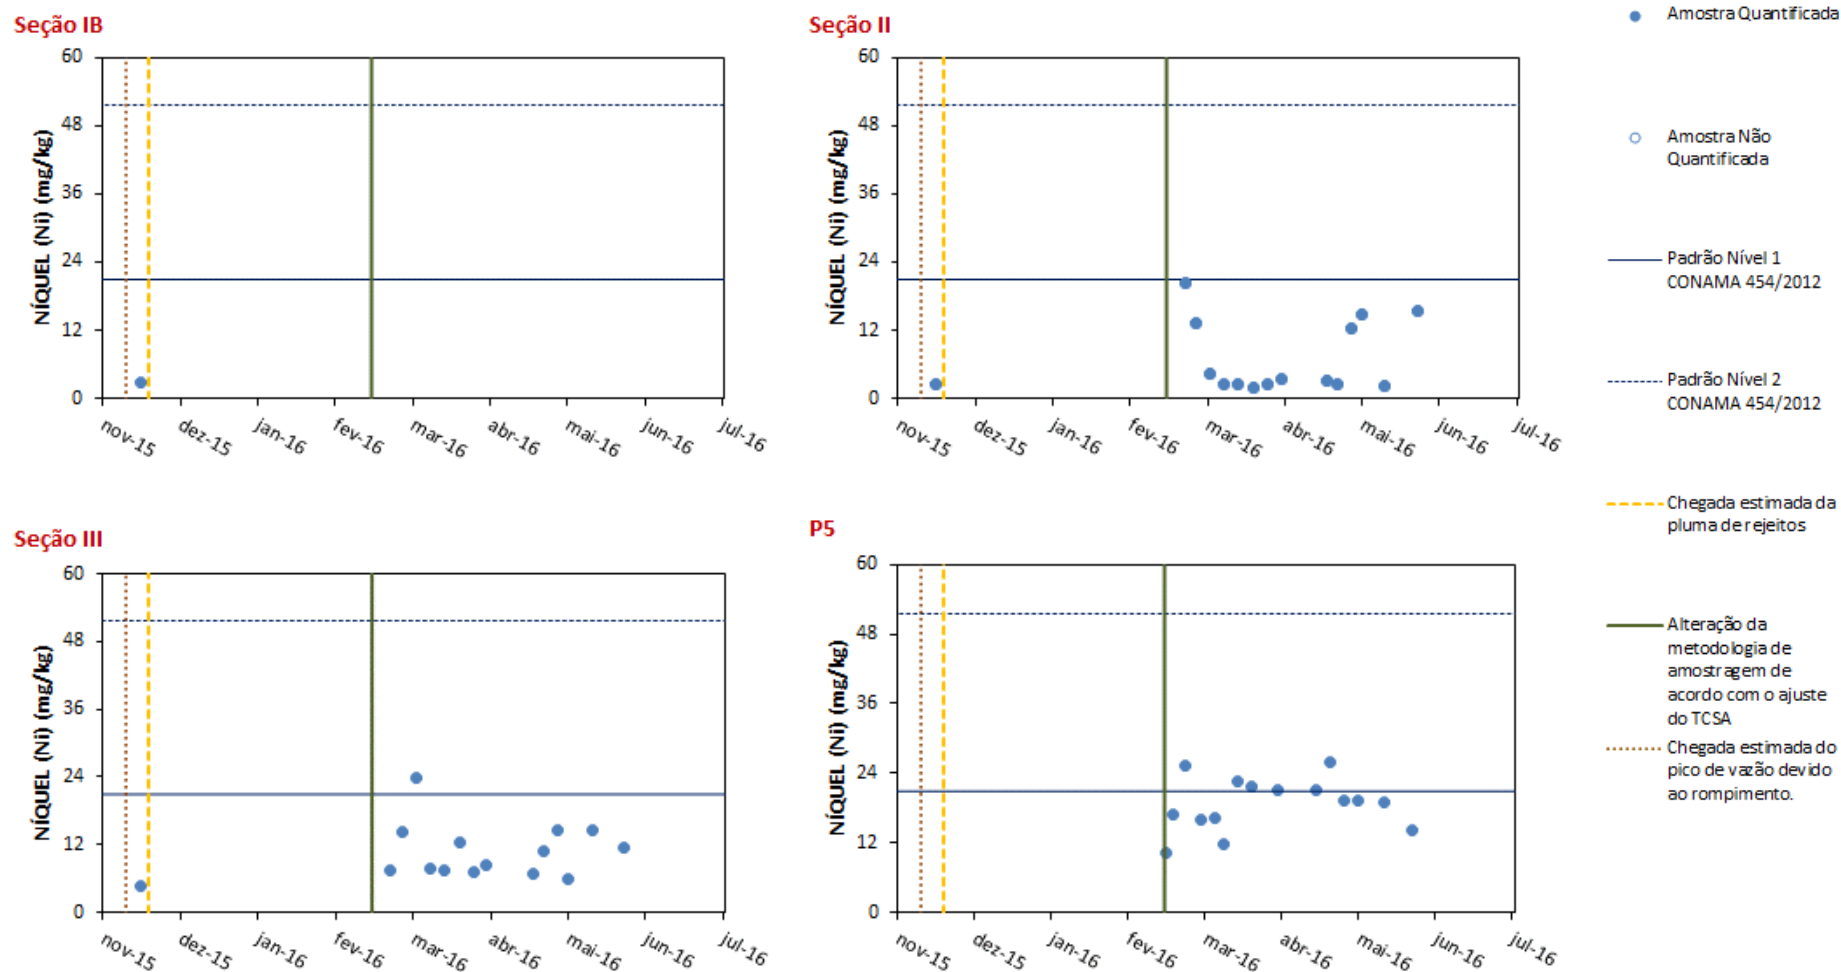 Seção IB
NÍQUEL (Ni) (mg/kg)
60
48
36
24
12
0
nov-15
dez-15
jan-16
fev-16
mar-16
abr-16
mai-16
jun-16
jul-16
Seção II
NÍQUEL (Ni) (mg/kg)
60
48
36
24
12
0
nov-15
dez-15
jan-16
fev-16
mar-16
abr-16
mai-16
jun-16
jul-16
Seção III
NÍQUEL (Ni) (mg/kg)
60
48
36
24
12
0
nov-15
dez-15
jan-16
fev-16
mar-16
abr-16
mai-16
jun-16
jul-16
P5
NÍQUEL (Ni) (mg/kg)
60
48
36
24
12
0
nov-15
dez-15
jan-16
fev-16
mar-16
abr-16
mai-16
jun-16
jul-16
Amostra Quantificada
Amostra Não
Quantificada
Padrão Nível 1
CONAMA 454/2012
Padrão Nível 2
CONAMA 454/2012
Chegada estimada da
pluma de rejeitos
Alteração da
metodologia de
amostragem de
acordo com o ajuste
do TCSA
Chegada estimada do
pico de vazão devido
ao rompimento.